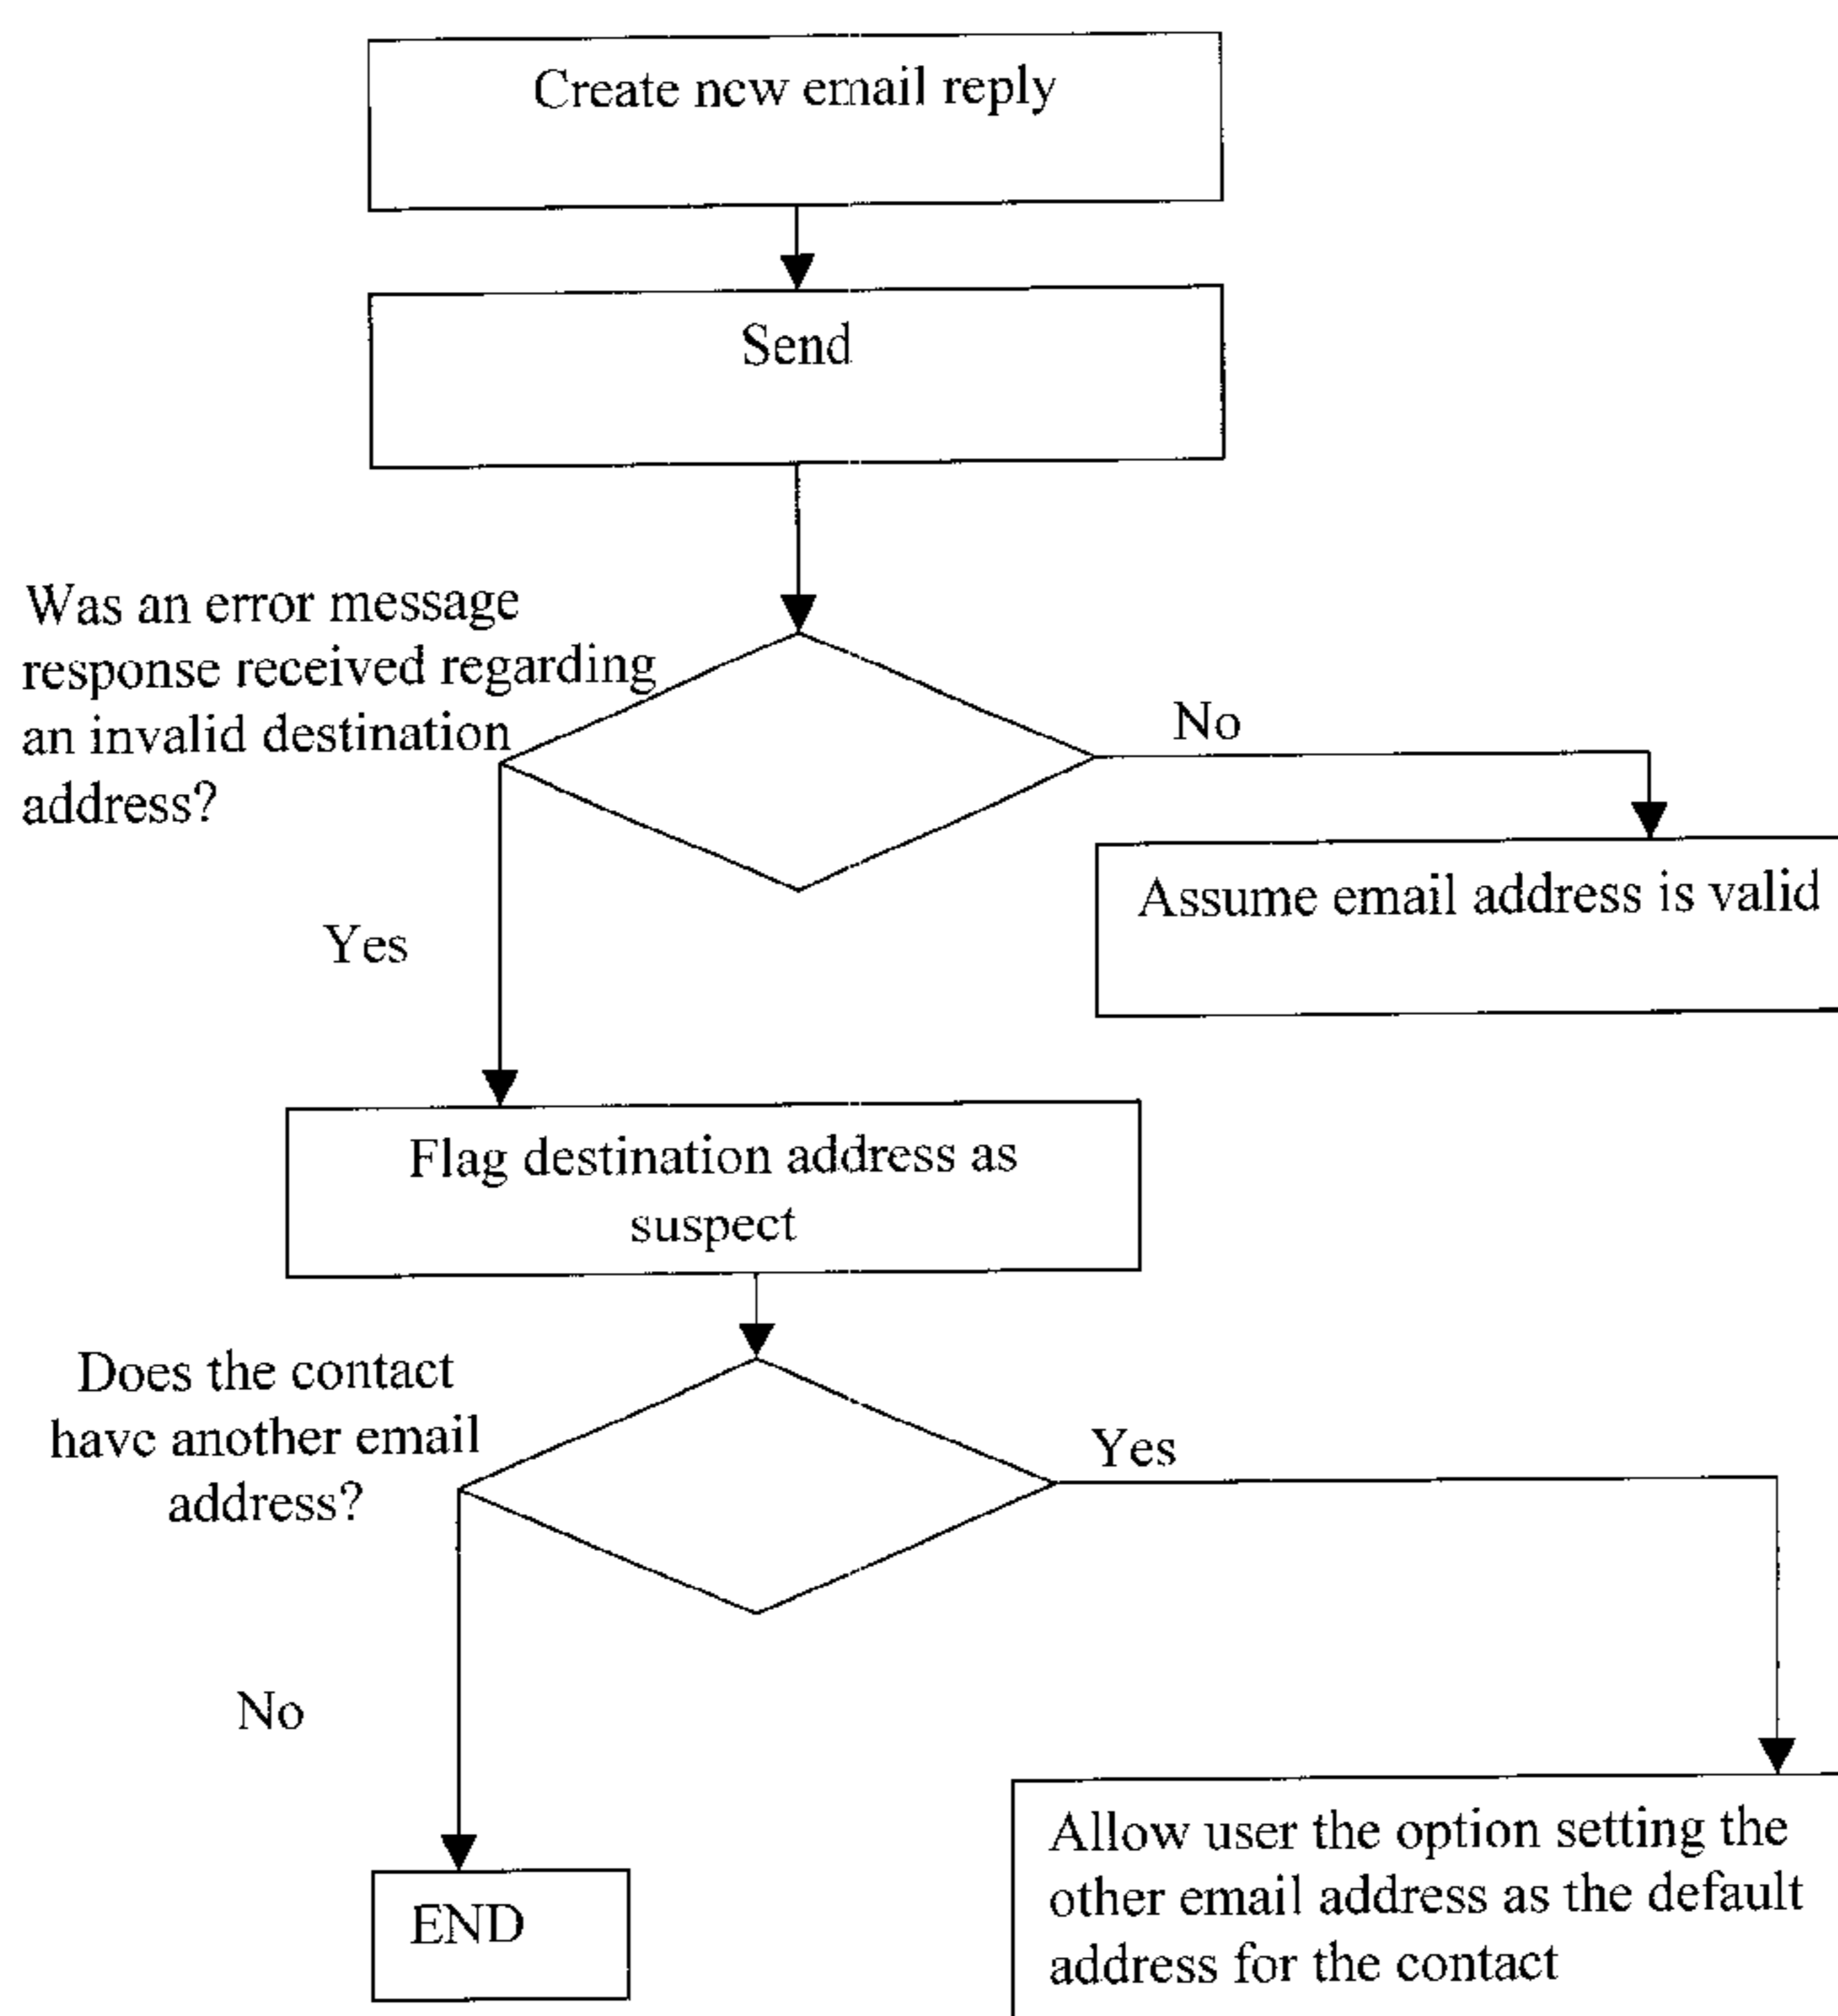 Create new email reply
Send
Was an error message
response received regarding
an invalid destination
address?
No
Assume email address is valid
Yes
Flag destination address as
suspect
Does the contact
have another email
address?
Yes
No
Allow user the option setting the
other email address as the default
address for the contact
END